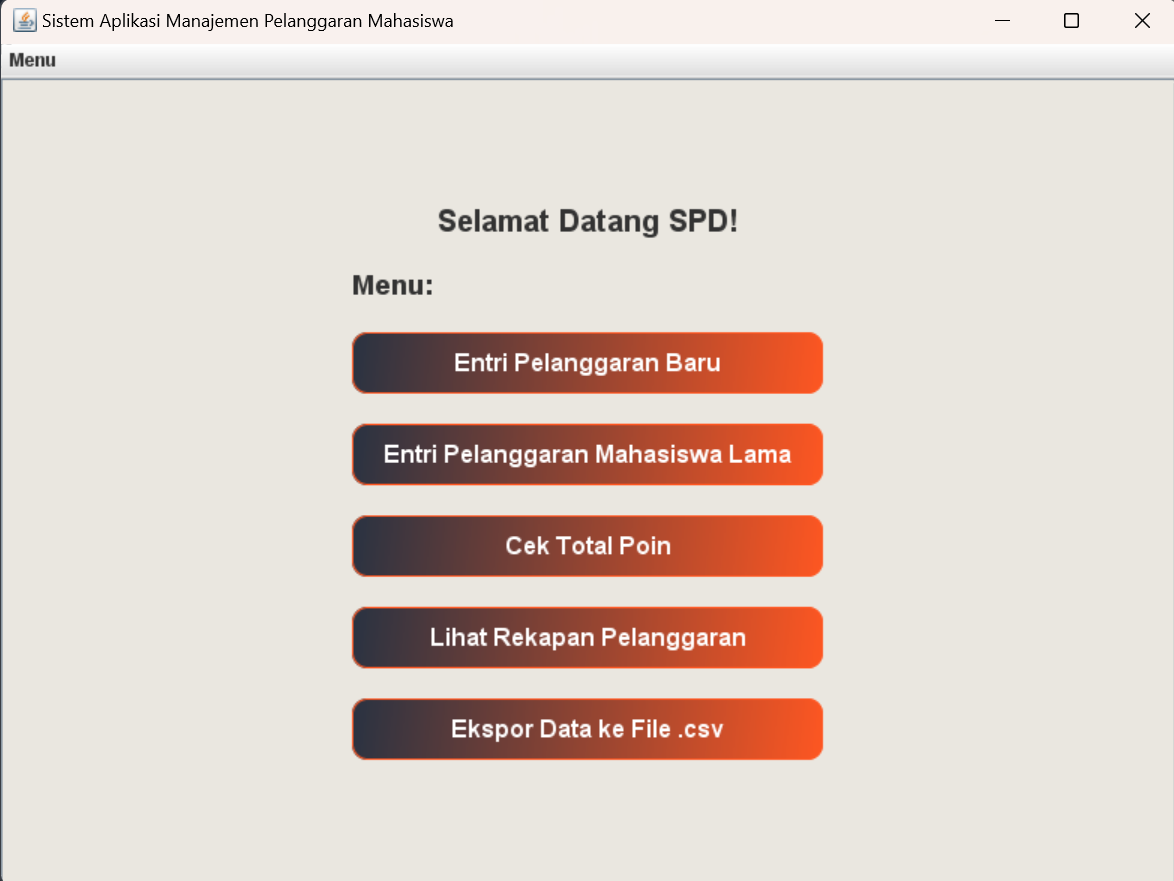 Sistem Aplikasi Manajemen Pelanggaran Mahasiswa
Menu
Selamat Datang SPD!
Menu:
Entri Pelanggaran Baru
Entri Pelanggaran Mahasiswa Lama
Cek Total Poin
Lihat Rekapan Pelanggaran
Ekspor Data ke File .csv